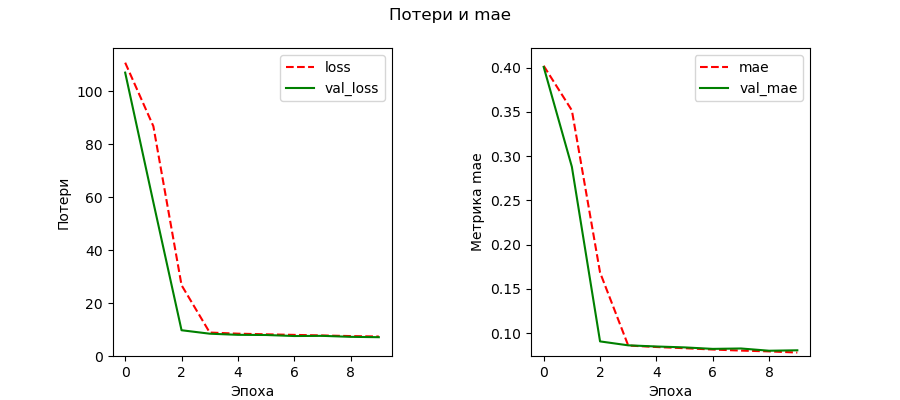 Потери и mae
loss
val_loss
Потери
100
80
60
40
20
0
0 2 4 6 8
Эпоха
mae
val_mae
Метрика mae
0.40
0.35
0.30
0.25
0.20
0.15
0.10
0 2 4 6 8
Эпоха